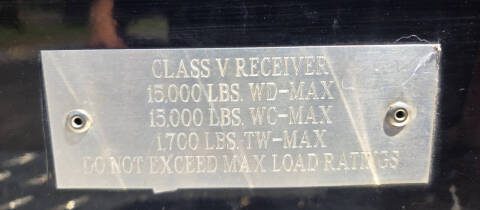 CLASS V RECEIVER
15,000 LBS. WD-MAX
15,000 LBS. WC-MAX
1,700 LBS. TW-MAX
DO NOT EXCEED MAX LOAD RATINGS